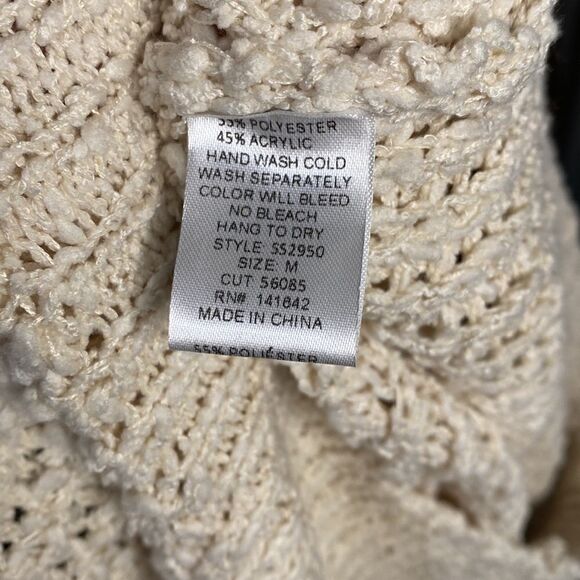 55% POLYESTER
45% ACRYLIC
HAND WASH COLD
WASH SEPARATELY
COLOR WILL BLEED
NO BLEACH
HANG TO DRY
STYLE: SS2950
SIZE: M
CUT: 56085
RN# 141642
MADE IN CHINA
55% POLIESTER